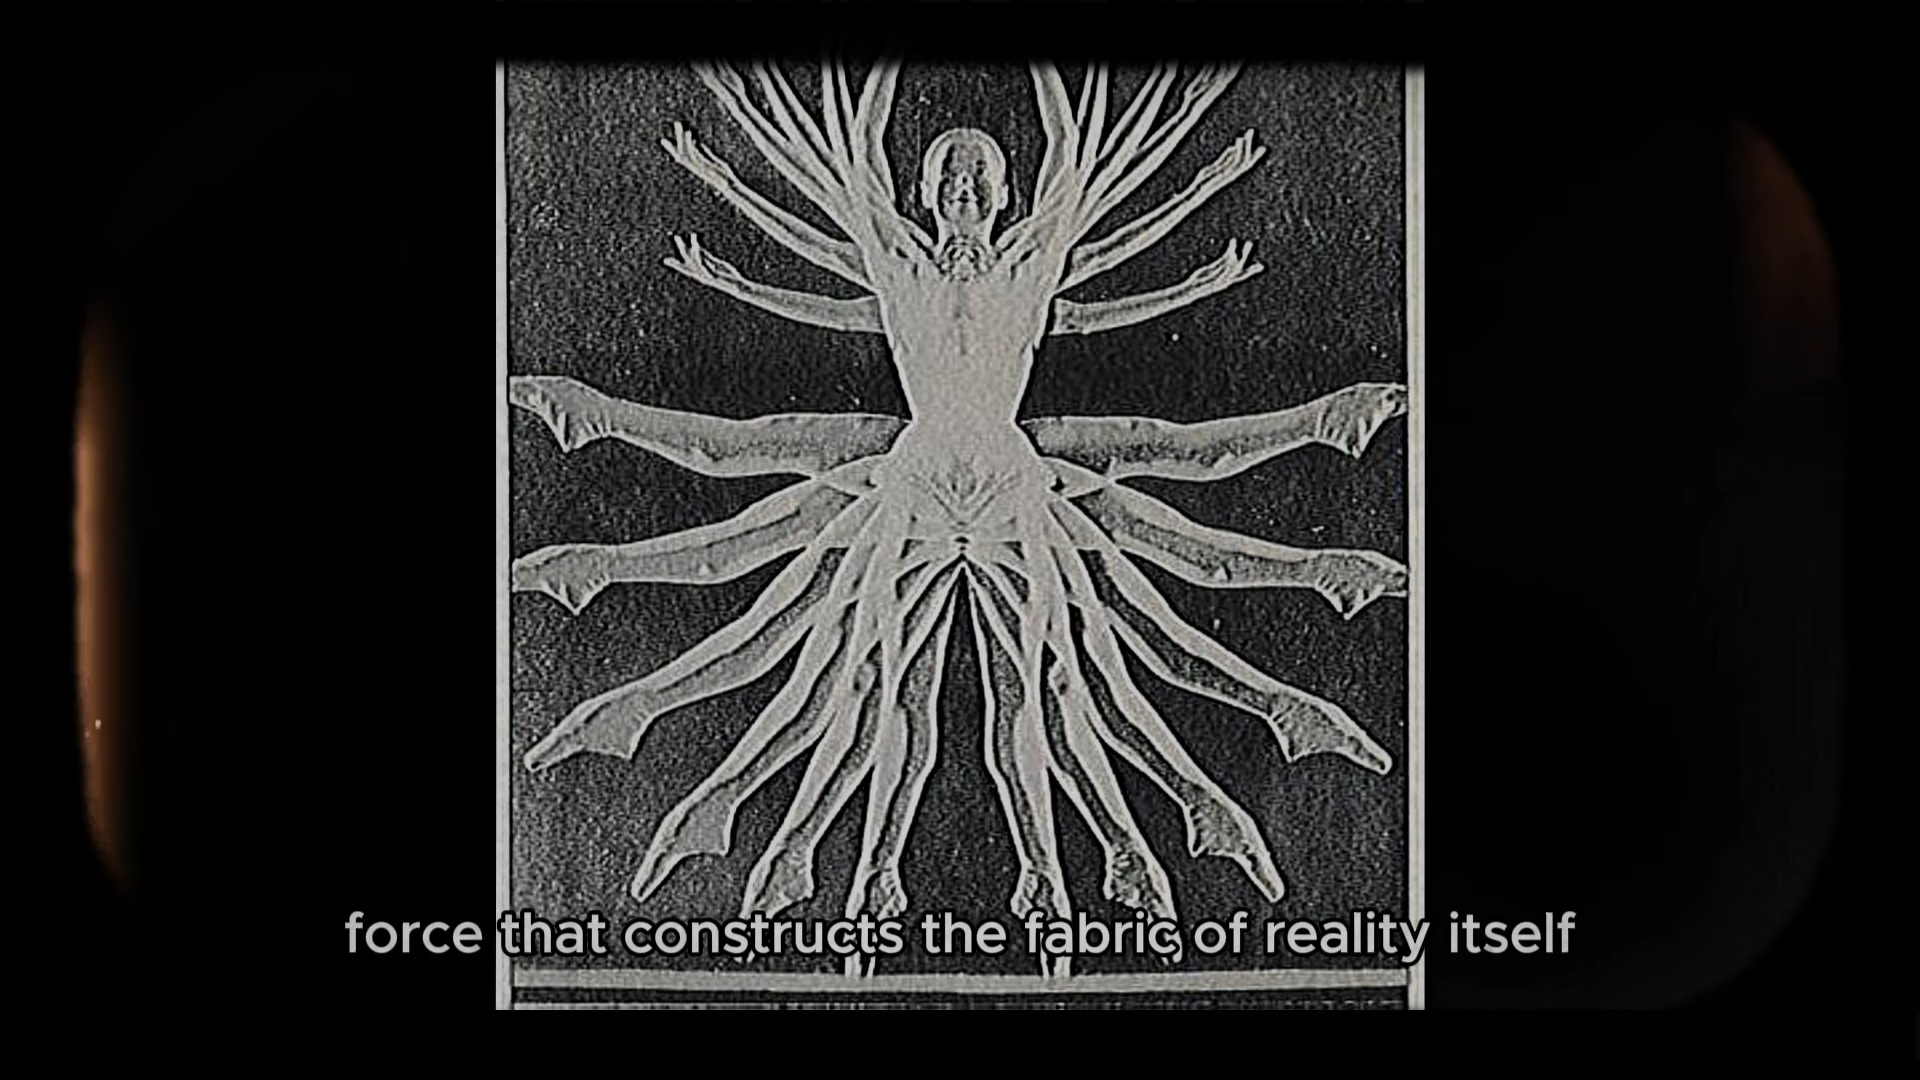 force that constructs the fabric of reality itself